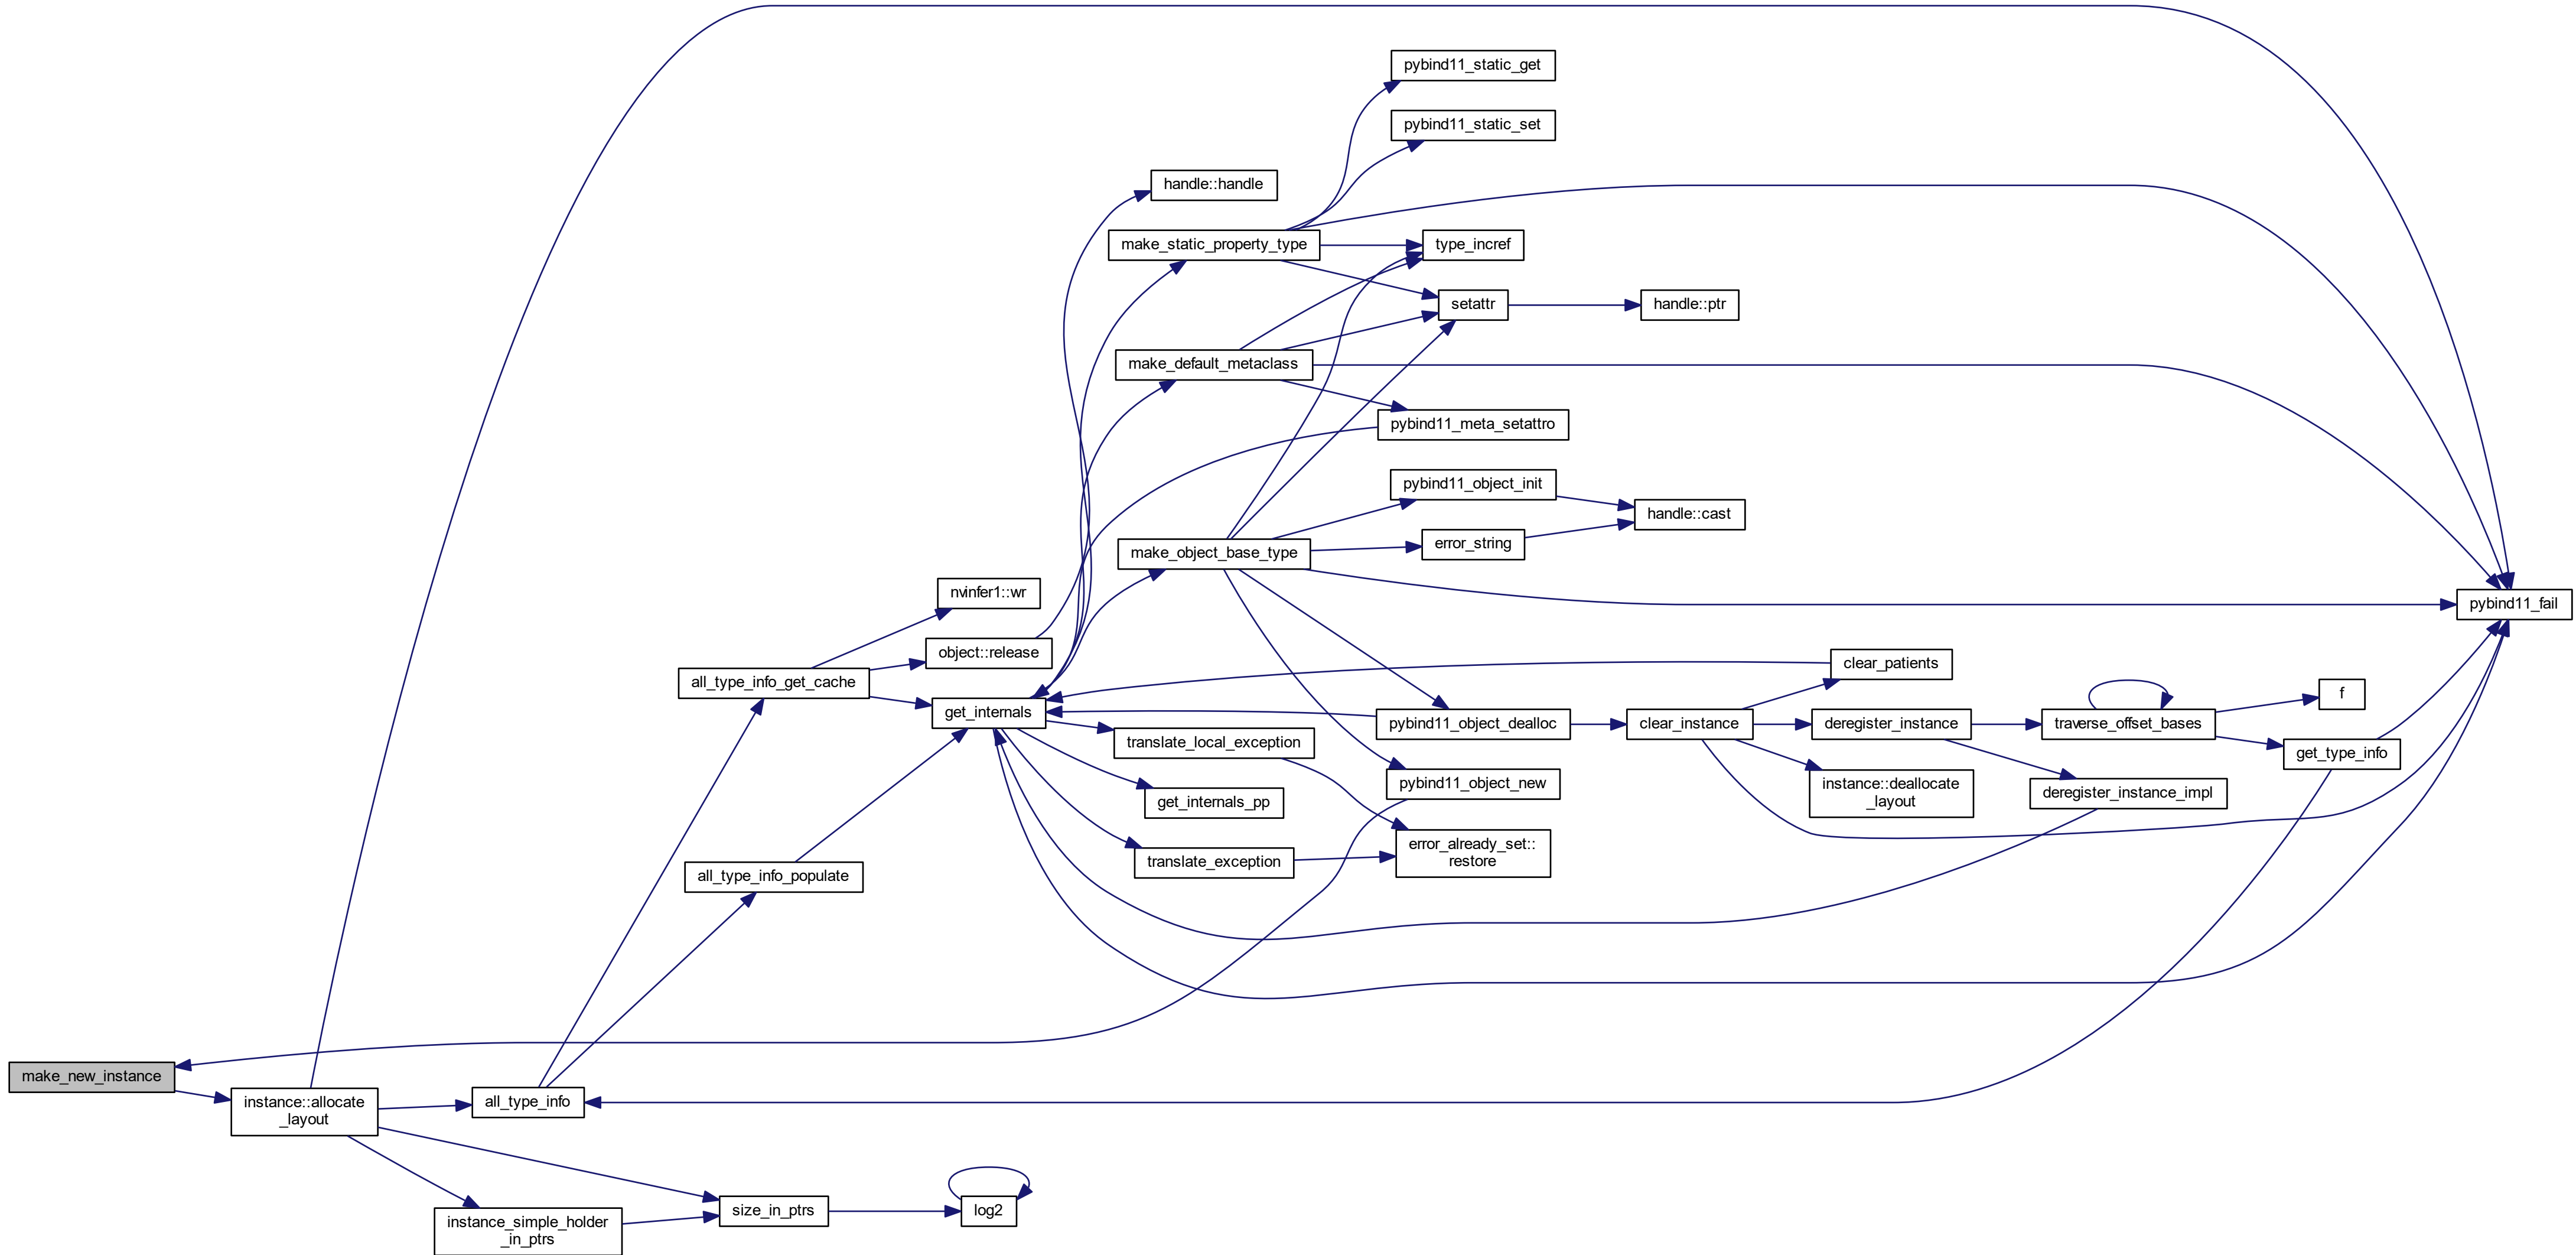 pybind11_static_get
pybind11_static_set
handle::handle
make_static_property_type
type_incref
setattr
handle::ptr
make_default_metaclass
pybind11_meta_setattro
pybind11_object_init
handle::cast
error_string
make_object_base_type
nvinfer1::wr
pybind11_fail
object::release
clear_patients
all_type_info_get_cache
f
get_internals
pybind11_object_dealloc
clear_instance
deregister_instance
traverse_offset_bases
translate_local_exception
get_type_info
pybind11_object_new
instance::deallocate
_layout
deregister_instance_impl
get_internals_pp
error_already_set::
restore
translate_exception
all_type_info_populate
make_new_instance
instance::allocate
_layout
all_type_info
size_in_ptrs
log2
instance_simple_holder
_in_ptrs